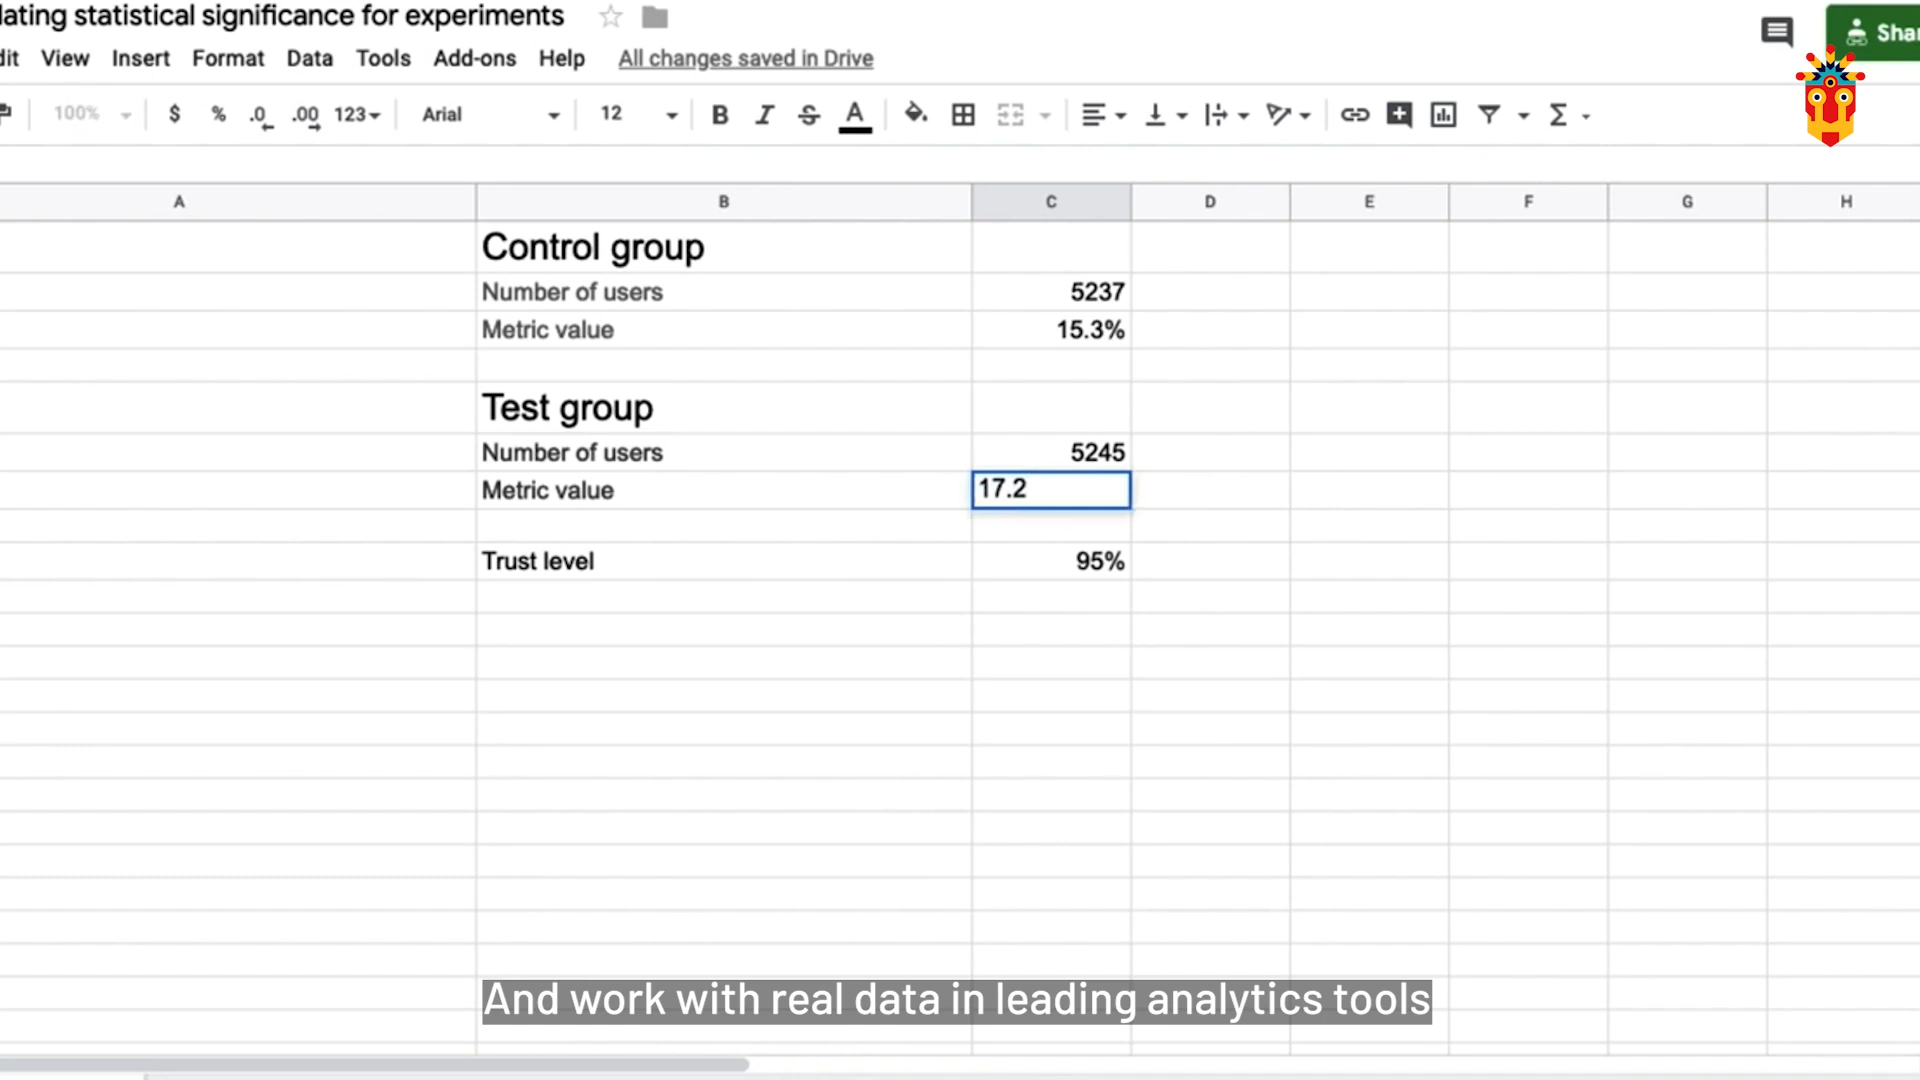 lating statistical significance for experiments
Shar
dit View Insert Format Data Tools Add-ons Help All changes saved in Drive
100% $ % .0 .00 123 Arial 12 B I S A Σ
A B C D E F G H
Control group
Number of users 5237
Metric value 15.3%
Test group
Number of users 5245
Metric value 17.2
Trust level 95%
And work with real data in leading analytics tools